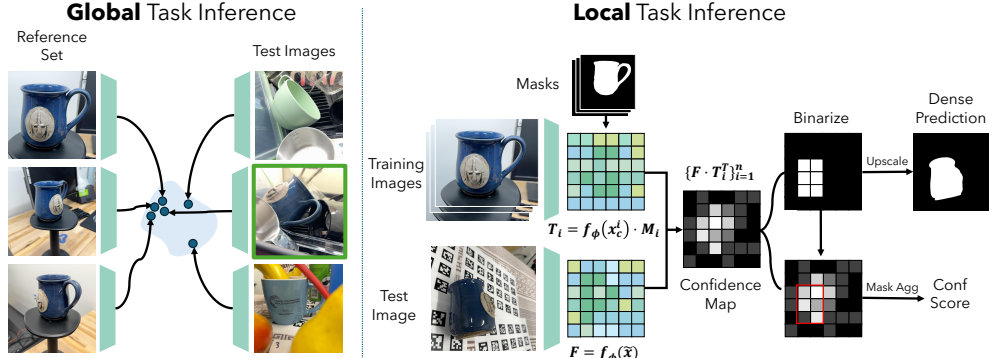 Global Task Inference
Reference
Set
Test Images
Local Task Inference
Masks
Training
Images
T_i = f_ϕ(x_c^i) · M_i
Test
Image
F = f_ϕ(x̃)
{F · T_i^T}_{i=1}^n
Confidence
Map
Binarize
Upscale
Dense
Prediction
Mask Agg
Conf
Score